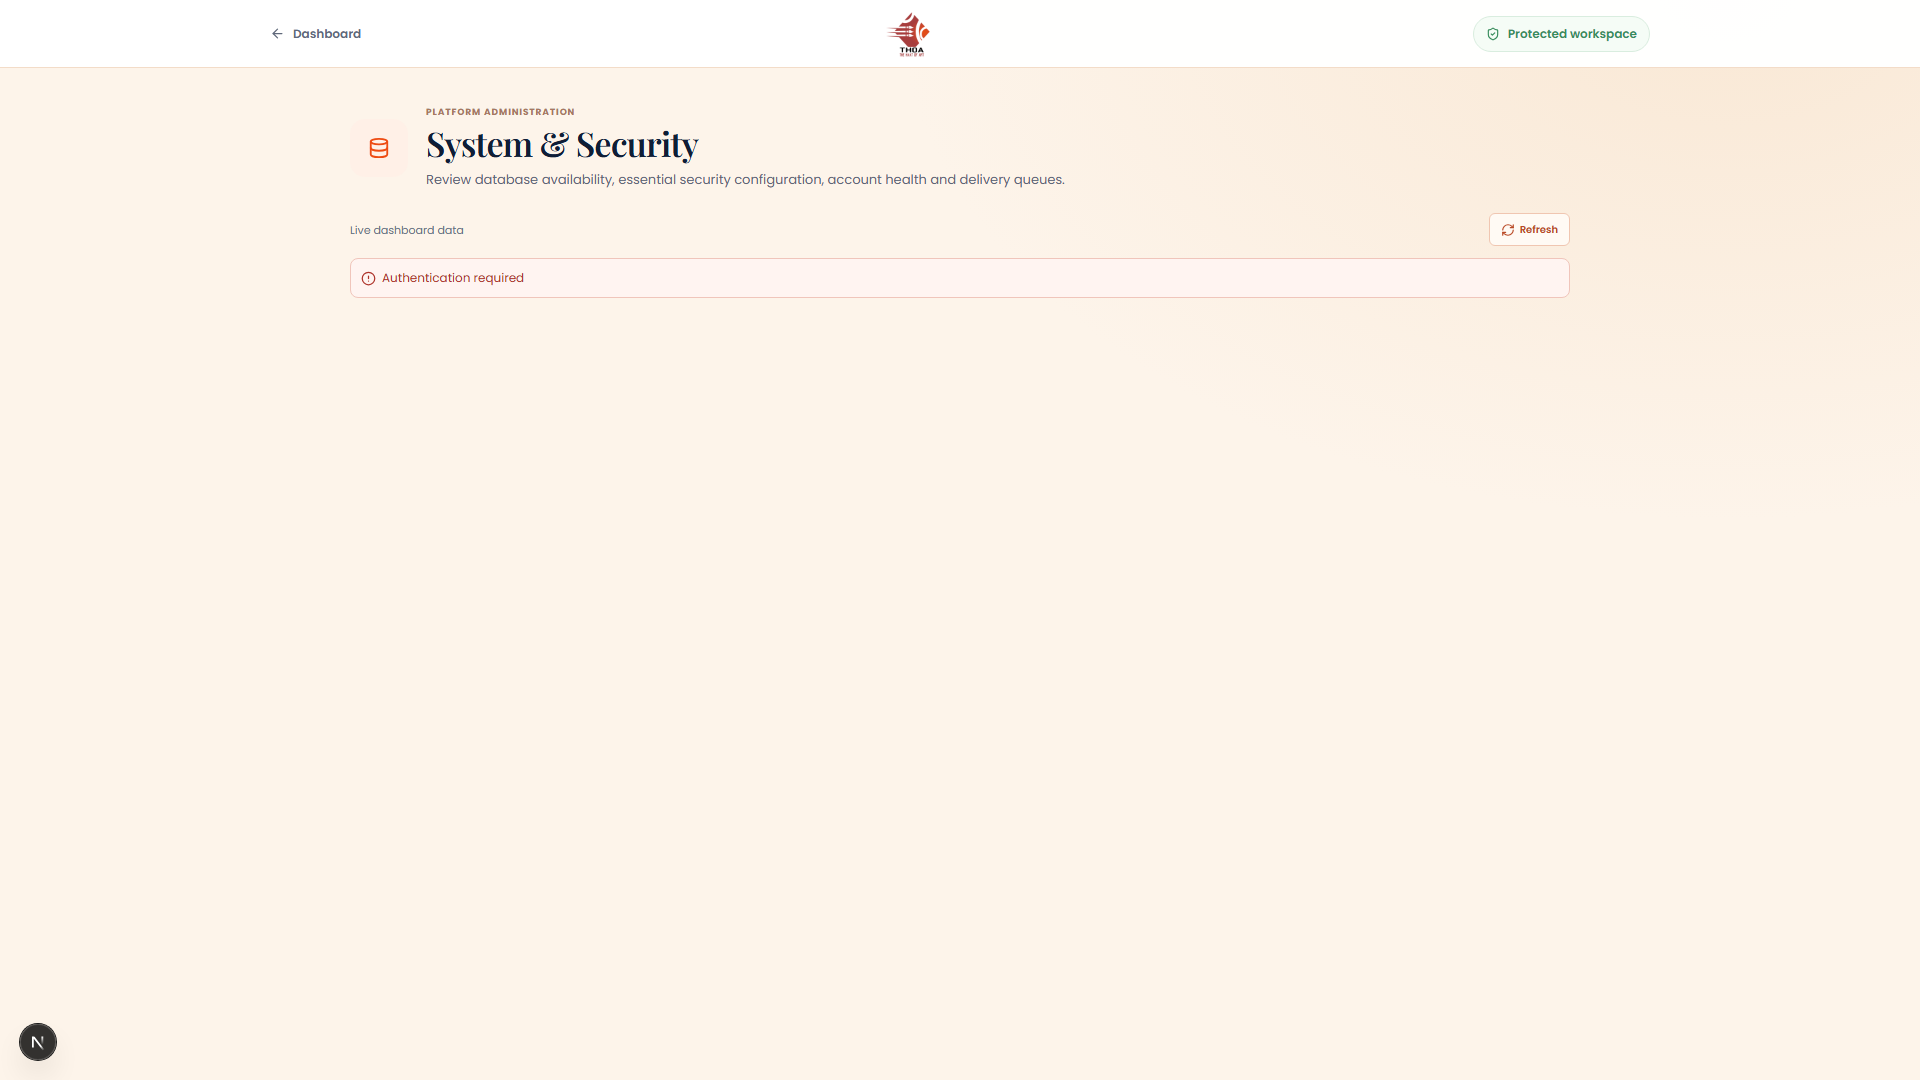 Dashboard
THOA
Protected workspace
PLATFORM ADMINISTRATION
System & Security
Review database availability, essential security configuration, account health and delivery queues.
Live dashboard data
Refresh
Authentication required
N